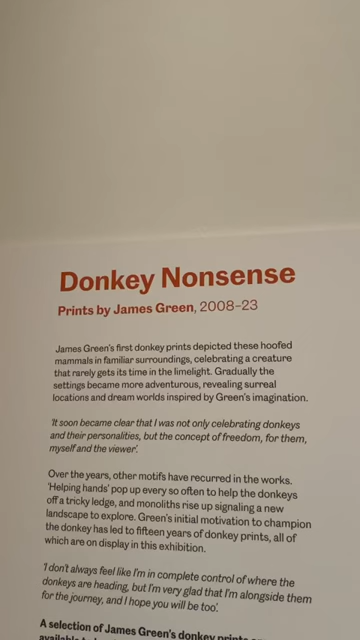 Donkey Nonsense
Prints by James Green, 2008–23
James Green's first donkey prints depicted these hoofed
mammals in familiar surroundings, celebrating a creature
that rarely gets its time in the limelight. Gradually the
settings became more adventurous, revealing surreal
locations and dream worlds inspired by Green's imagination.
'It soon became clear that I was not only celebrating donkeys
and their personalities, but the concept of freedom, for them,
myself and the viewer'.
Over the years, other motifs have recurred in the works.
'Helping hands' pop up every so often to help the donkeys
off a tricky ledge, and monoliths rise up signaling a new
landscape to explore. Green's initial motivation to champion
the donkey has led to fifteen years of donkey prints, all of
which are on display in this exhibition.
'I don't always feel like I'm in complete control of where the
donkeys are heading, but I'm very glad that I'm alongside them
for the journey, and I hope you will be too'.
A selection of James Green's donkey prints
available to